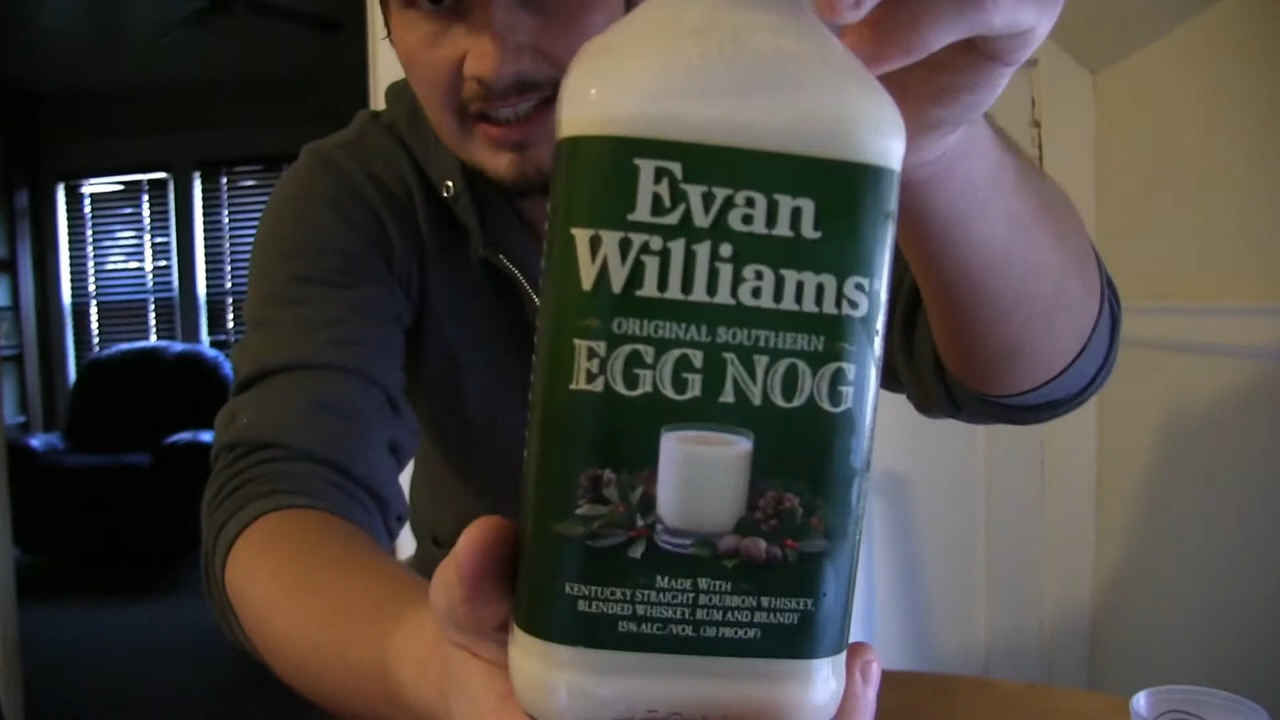 Evan
Williams
ORIGINAL SOUTHERN
EGG NOG
MADE WITH
KENTUCKY STRAIGHT BOURBON WHISKEY,
BLENDED WHISKEY, RUM AND BRANDY
15% ALC./VOL. (30 PROOF)